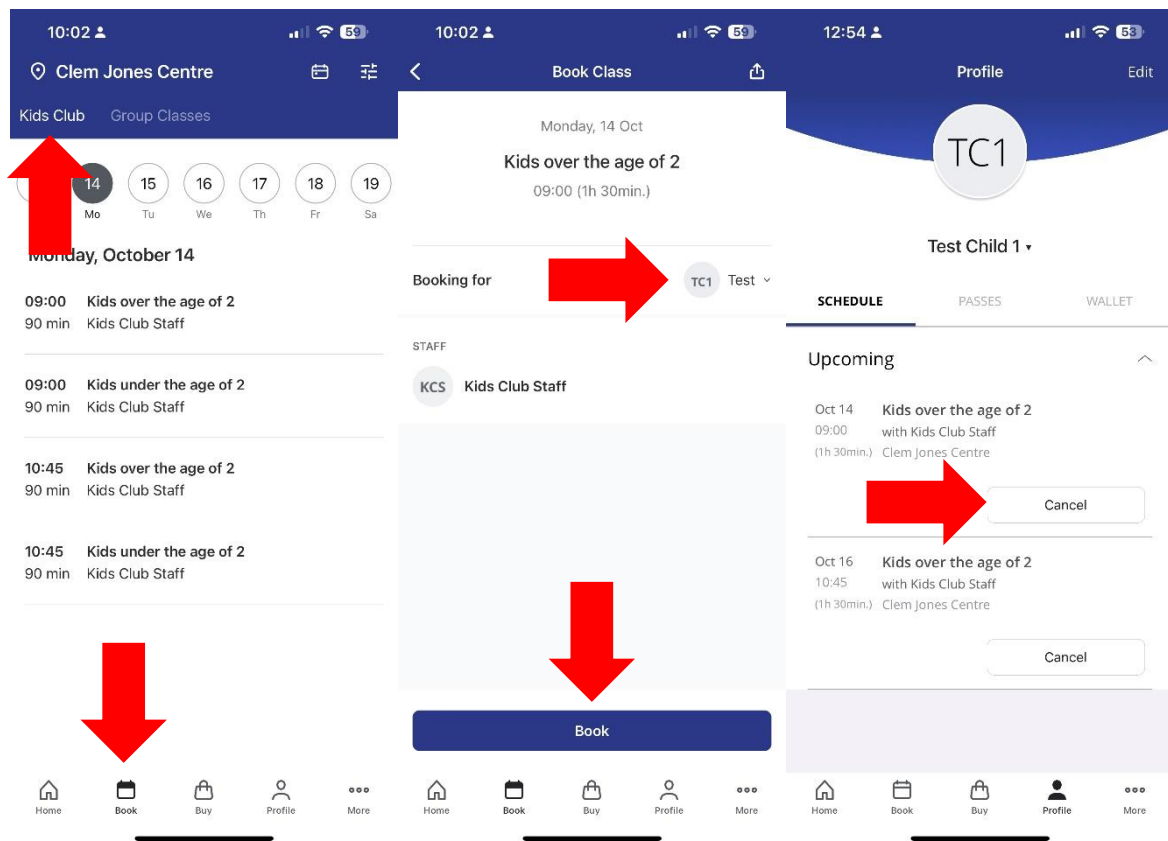 10:02
59
Clem Jones Centre
Kids Club Group Classes
14 15 16 17 18 19
Mo Tu We Th Fr Sa
Monday, October 14
09:00 Kids over the age of 2
90 min Kids Club Staff
09:00 Kids under the age of 2
90 min Kids Club Staff
10:45 Kids over the age of 2
90 min Kids Club Staff
10:45 Kids under the age of 2
90 min Kids Club Staff
Home Book Buy Profile More
10:02
59
Book Class
Monday, 14 Oct
Kids over the age of 2
09:00 (1h 30min.)
Booking for TC1 Test
STAFF
KCS Kids Club Staff
Book
Home Book Buy Profile More
12:54
53
Profile Edit
TC1
Test Child 1
SCHEDULE PASSES WALLET
Upcoming
Oct 14 Kids over the age of 2
09:00 with Kids Club Staff
(1h 30min.) Clem Jones Centre
Cancel
Oct 16 Kids over the age of 2
10:45 with Kids Club Staff
(1h 30min.) Clem Jones Centre
Cancel
Home Book Buy Profile More